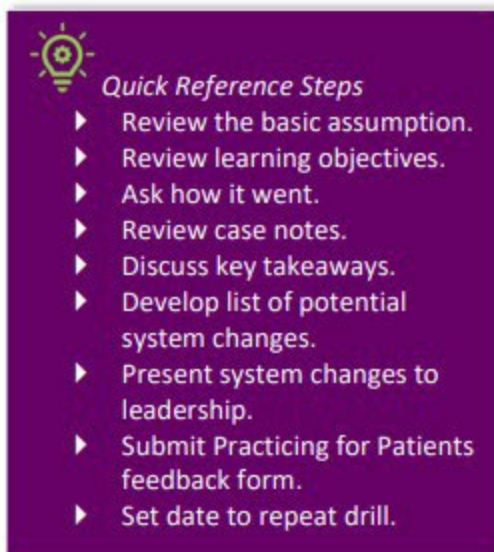 Quick Reference Steps
Review the basic assumption.
Review learning objectives.
Ask how it went.
Review case notes.
Discuss key takeaways.
Develop list of potential
system changes.
Present system changes to
leadership.
Submit Practicing for Patients
feedback form.
Set date to repeat drill.